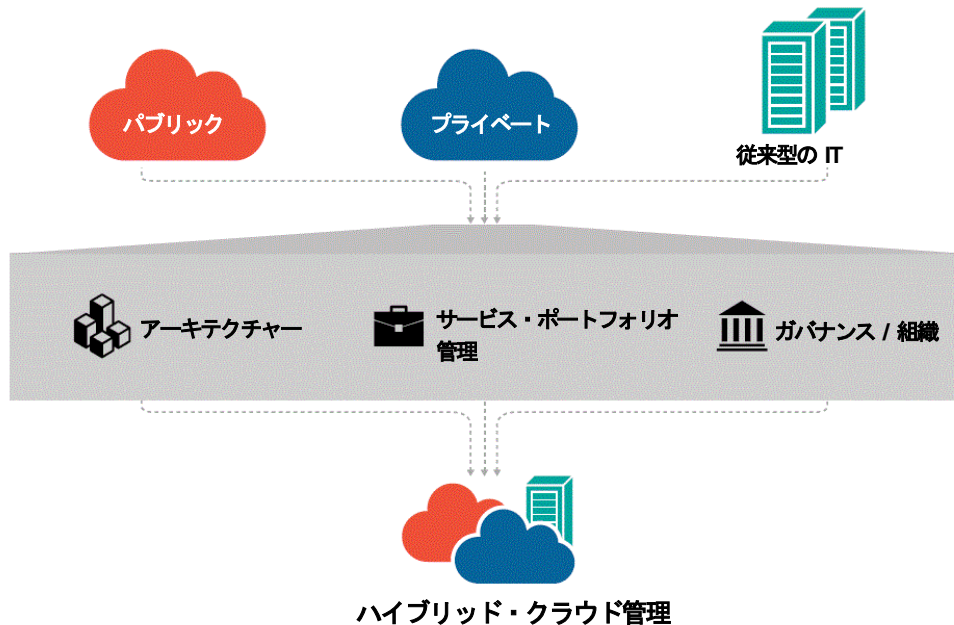 パブリック
プライベート
従来型の IT
アーキテクチャー
サービス・ポートフォリオ
管理
ガバナンス / 組織
ハイブリッド・クラウド管理